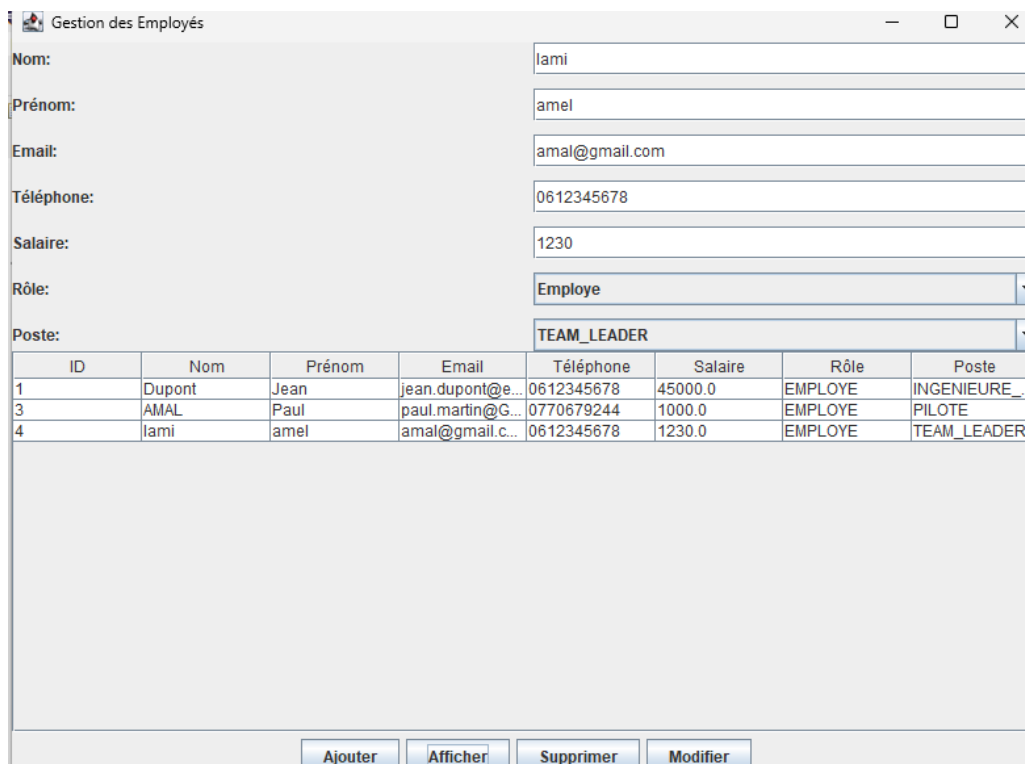 Gestion des Employés
Nom: lami
Prénom: amel
Email: amal@gmail.com
Téléphone: 0612345678
Salaire: 1230
Rôle: Employe
Poste: TEAM_LEADER
ID Nom Prénom Email Téléphone Salaire Rôle Poste
1 Dupont Jean jean.dupont@e... 0612345678 45000.0 EMPLOYE INGENIEURE_...
3 AMAL Paul paul.martin@G... 0770679244 1000.0 EMPLOYE PILOTE
4 lami amel amal@gmail.c... 0612345678 1230.0 EMPLOYE TEAM_LEADER
Ajouter Afficher Supprimer Modifier